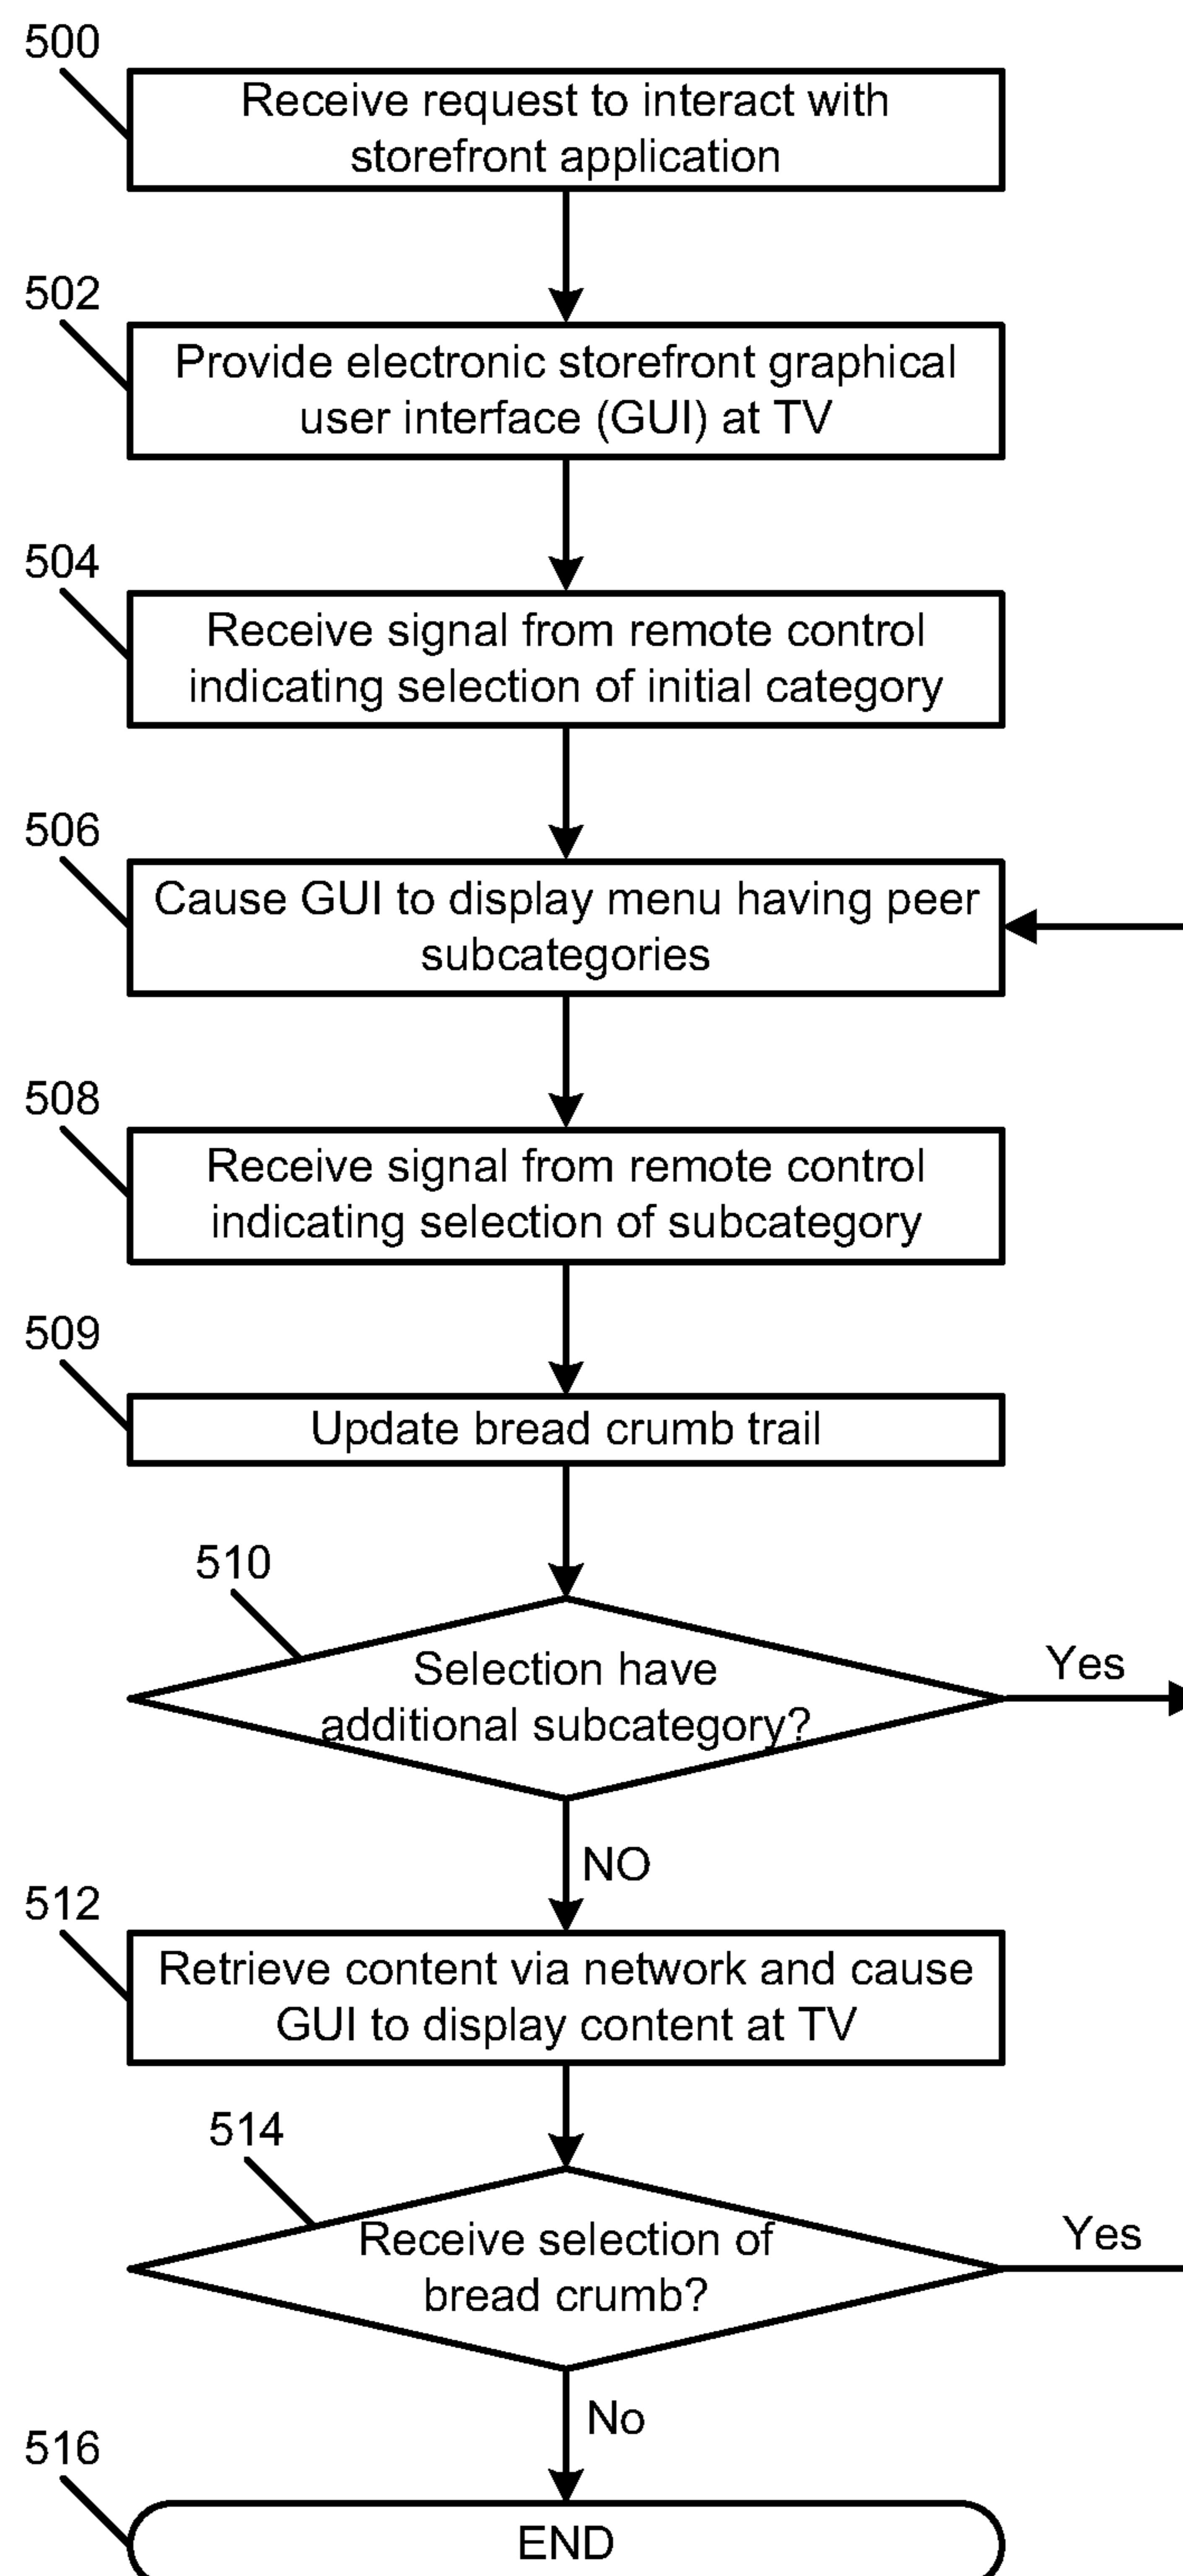 500
Receive request to interact with
storefront application
502
Provide electronic storefront graphical
user interface (GUI) at TV
504
Receive signal from remote control
indicating selection of initial category
506
Cause GUI to display menu having peer
subcategories
508
Receive signal from remote control
indicating selection of subcategory
509
Update bread crumb trail
510
Selection have
additional subcategory?
Yes
NO
512
Retrieve content via network and cause
GUI to display content at TV
514
Receive selection of
bread crumb?
Yes
No
516
END